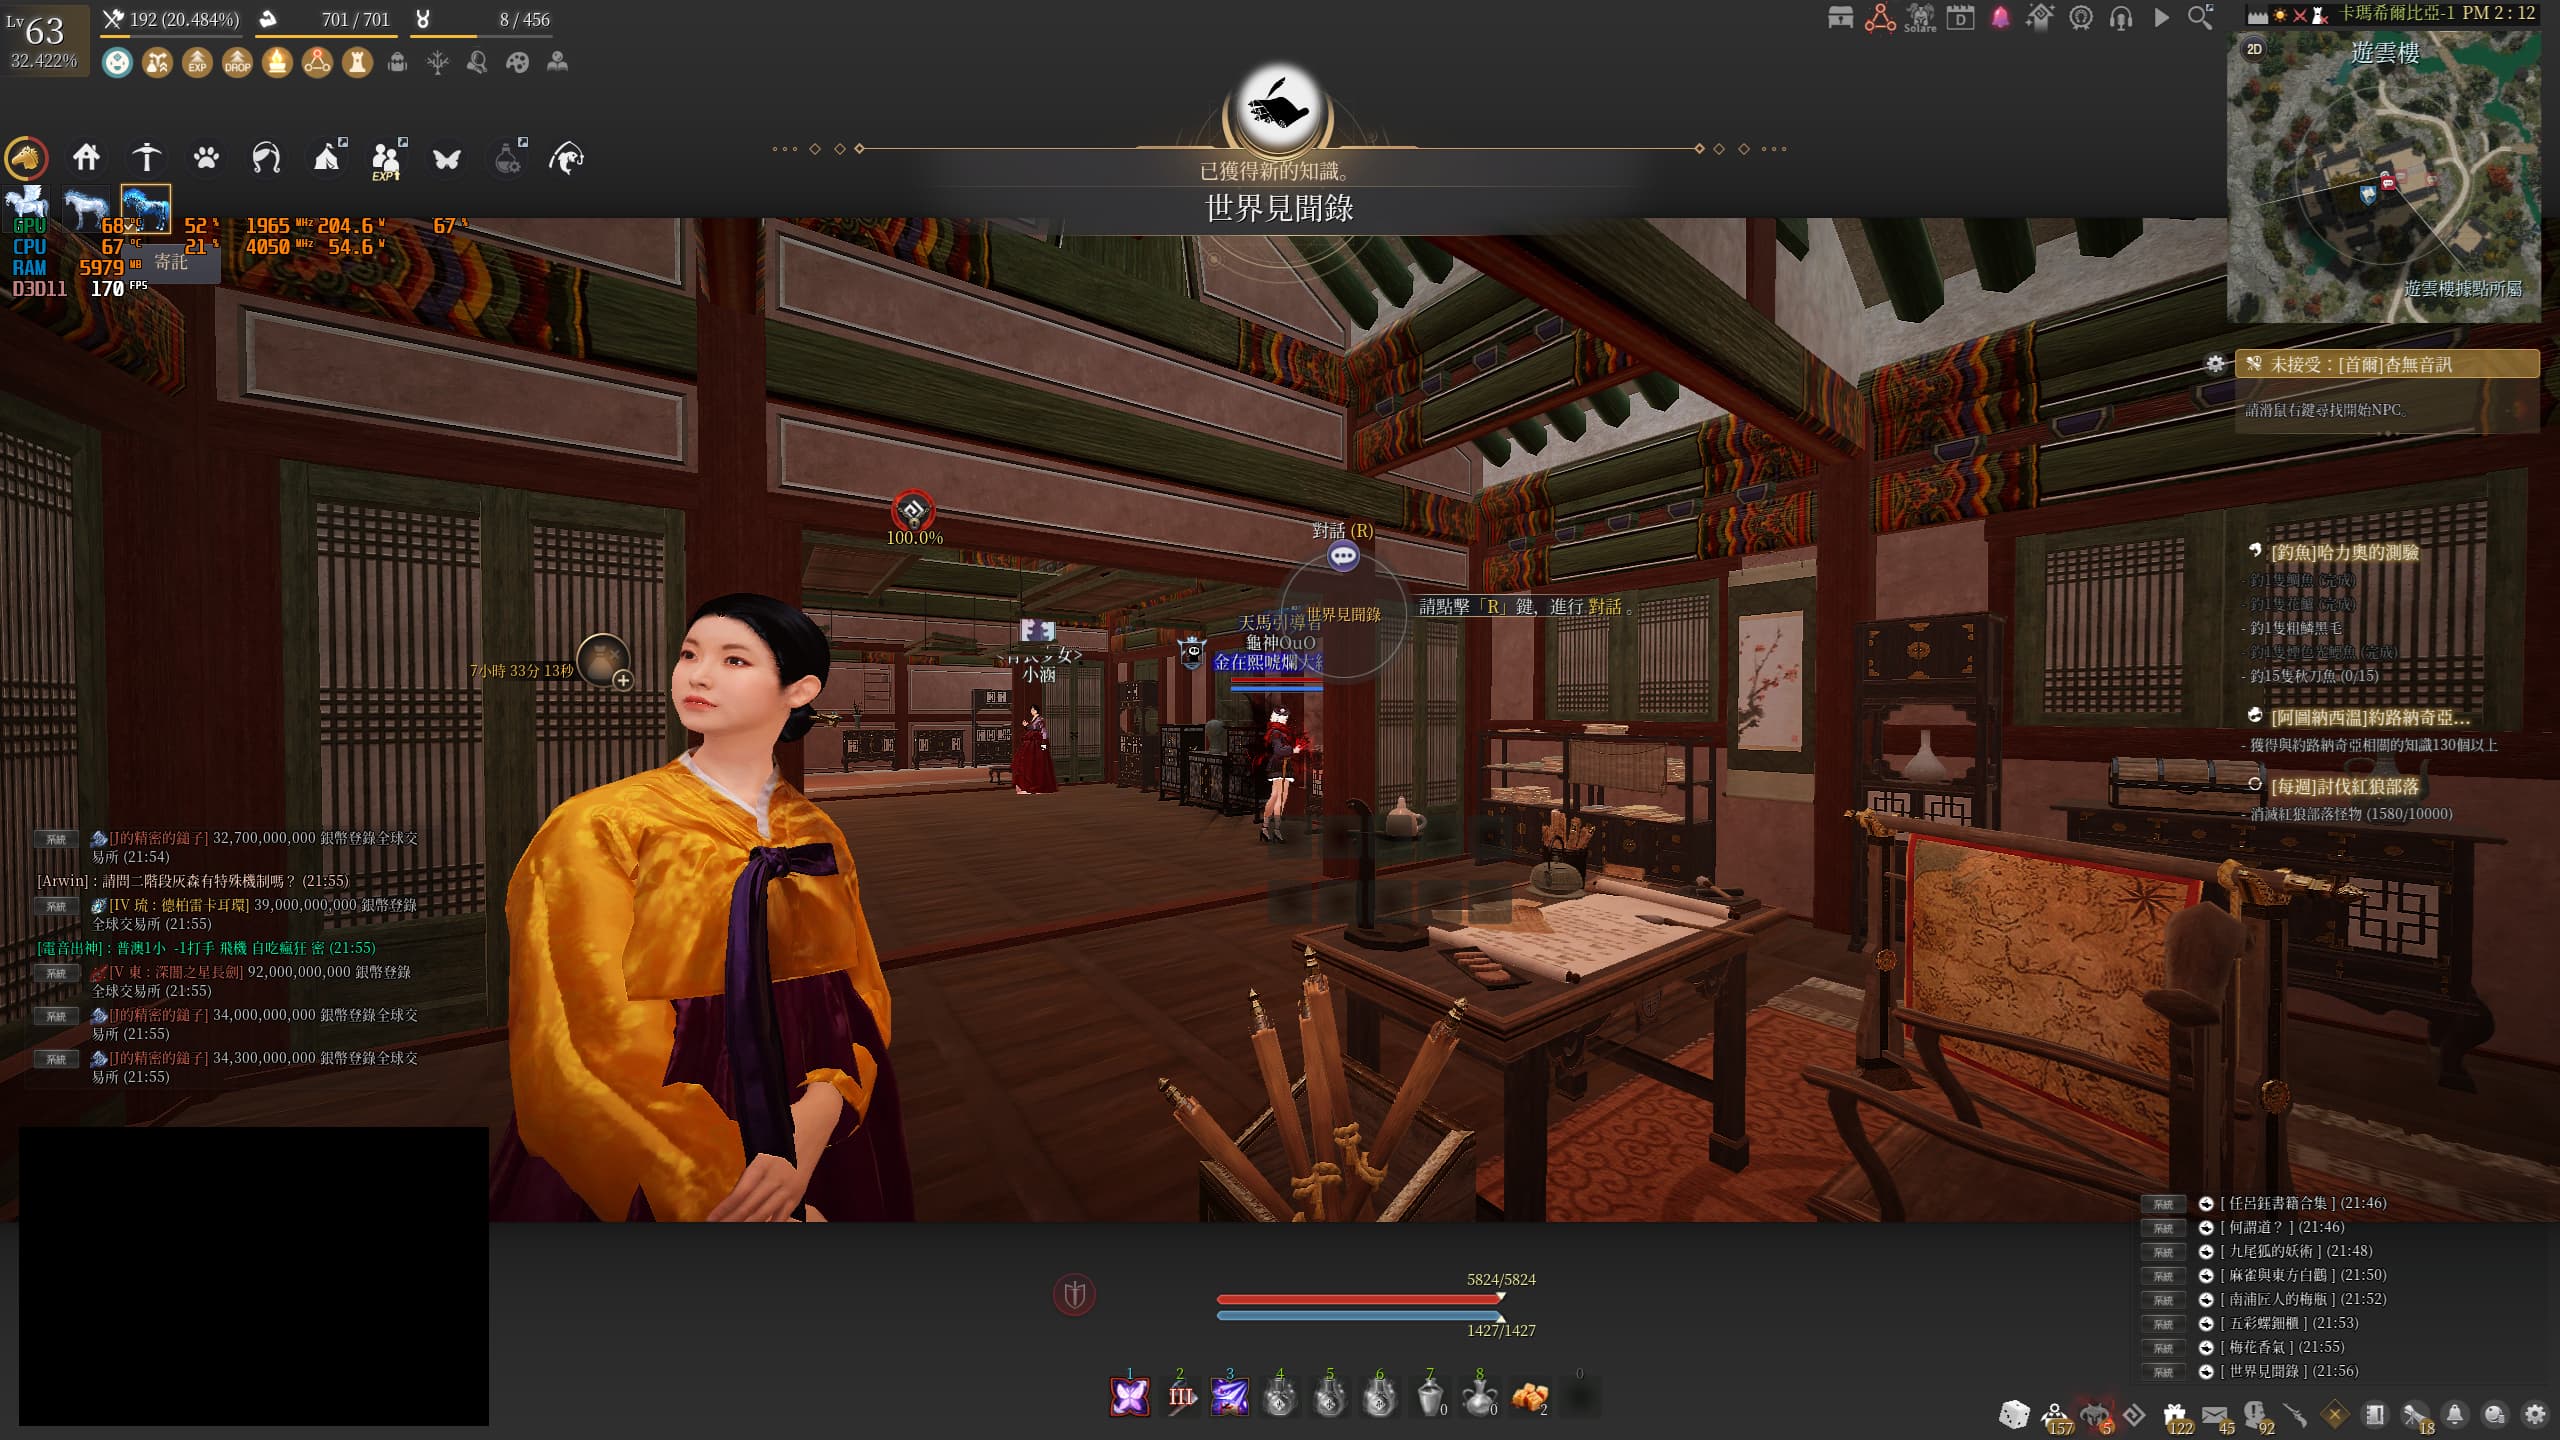 Lv 63
32.422%
192 (20.484%)
701 / 701
8 / 456
EXP
DROP
Solare
D
卡瑪希爾比亞-1 PM 2 : 12
2D
遊雲樓
遊雲樓據點所屬
EXP
已獲得新的知識。
世界見聞錄
GPU 68 °C 52 % 1965 MHz 204.6 W 67 %
CPU 67 °C 21 % 4050 MHz 54.6 W
RAM 5979 MB
D3D11 170 FPS
寄託
未接受：[首爾]杳無音訊
請滑鼠右鍵尋找開始NPC。
100.0%
對話 (R)
世界見聞錄
請點擊「R」鍵，進行 對話 。
天馬引導者
龜神OuO
小涵
7小時 33分 13秒
[釣魚]哈力奧的測驗
- 釣1隻鯛魚 (完成)
- 釣1隻花鱸 (完成)
- 釣1隻粗鱗黑毛
- 釣15隻秋刀魚 (0/15)
[阿圖納西溫]約路納奇亞...
- 獲得與約路納奇亞相關的知識130個以上
[每週]討伐紅狼部落
- 消滅紅狼部落怪物 (1580/10000)
系統 [J的精密的鎚子] 32,700,000,000 銀幣登錄全球交
易所 (21:54)
[Arwin] : 請問二階段灰森有特殊機制嗎？ (21:55)
系統 [IV 琉 : 德柏雷卡耳環] 39,000,000,000 銀幣登錄
全球交易所 (21:55)
[電音出神] : 普澳1小 -1打手 飛機 自吃瘋狂 密 (21:55)
系統 [V 東 : 深闇之星長劍] 92,000,000,000 銀幣登錄
全球交易所 (21:55)
系統 [J的精密的鎚子] 34,000,000,000 銀幣登錄全球交
易所 (21:55)
系統 [J的精密的鎚子] 34,300,000,000 銀幣登錄全球交
易所 (21:55)
系統 [ 任呂鈺書籍合集 ] (21:46)
系統 [ 何謂道？ ] (21:46)
系統 [ 九尾狐的妖術 ] (21:48)
系統 [ 麻雀與東方白鸛 ] (21:50)
系統 [ 南浦匠人的梅瓶 ] (21:52)
系統 [ 五彩螺鈿櫃 ] (21:53)
系統 [ 梅花香氣 ] (21:55)
系統 [ 世界見聞錄 ] (21:56)
5824/5824
1427/1427
1 2 3 4 5 6 7 8 0
III
0 0 2
157 5 122 45 92 18